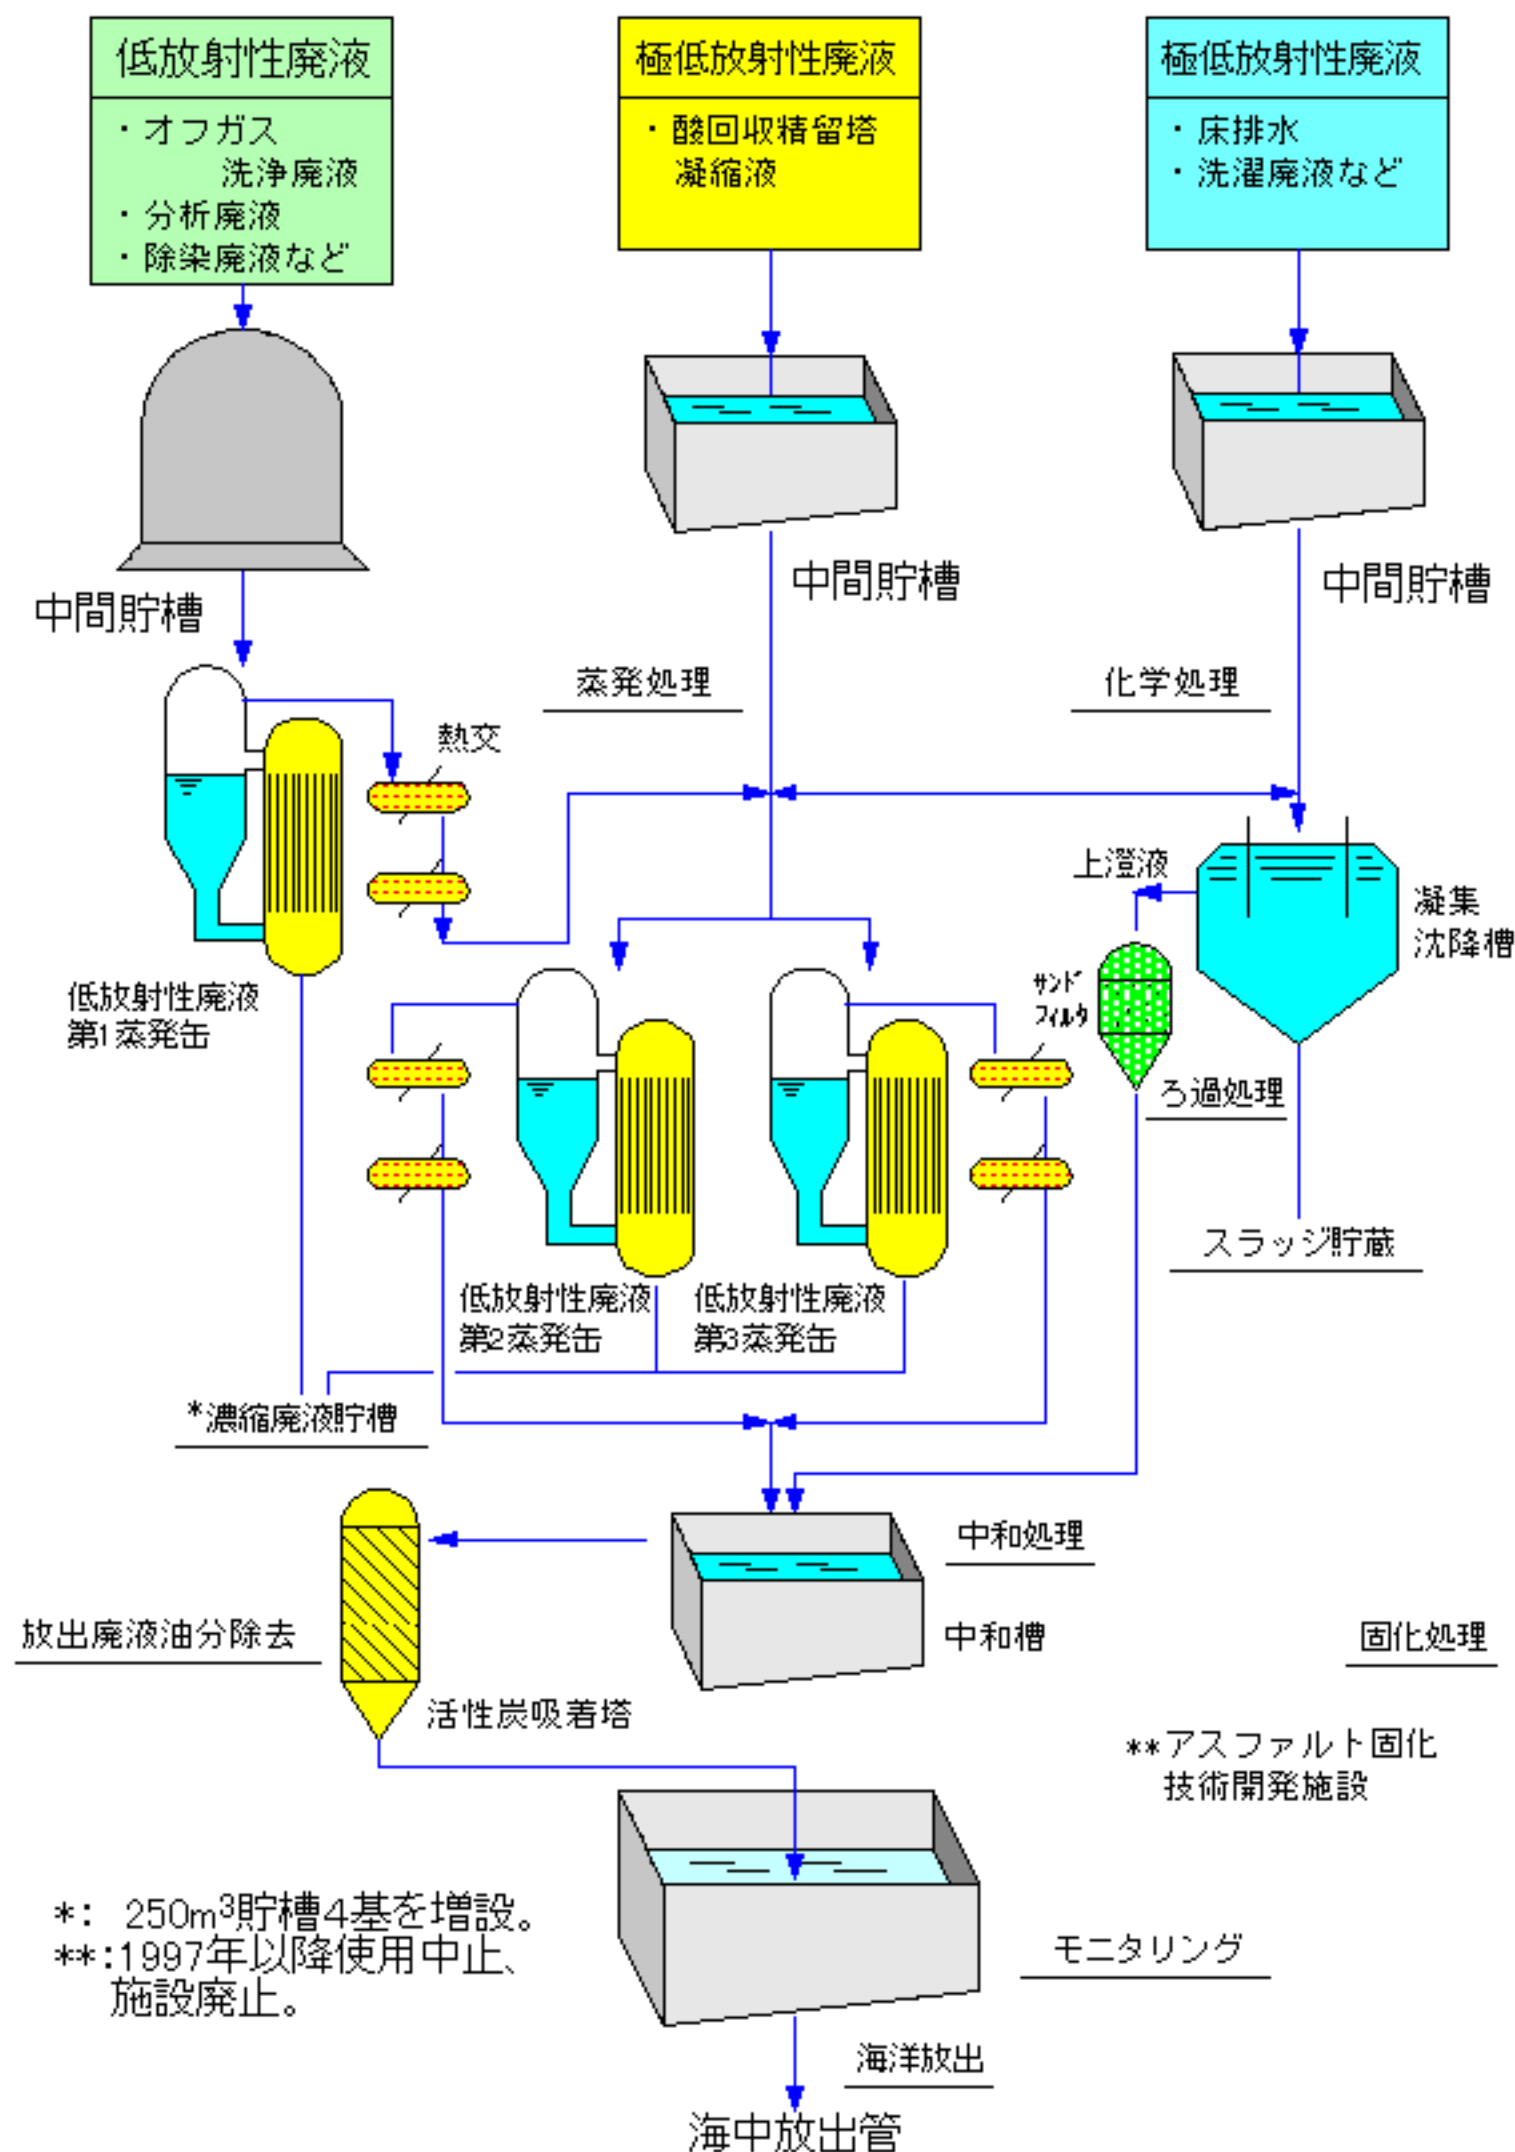 低放射性廃液
・オフガス
洗浄廃液
・分析廃液
・除染廃液など
極低放射性廃液
・酸回収精留塔
凝縮液
極低放射性廃液
・床排水
・洗濯廃液など
中間貯槽
中間貯槽
中間貯槽
蒸発処理
化学処理
熱交
上澄液
凝集
沈降槽
低放射性廃液
第1蒸発缶
サンド
フィルタ
ろ過処理
スラッジ貯蔵
低放射性廃液
第2蒸発缶
低放射性廃液
第3蒸発缶
*濃縮廃液貯槽
中和処理
中和槽
放出廃液油分除去
活性炭吸着塔
固化処理
**アスファルト固化
技術開発施設
*: 250m³貯槽4基を増設。
**:1997年以降使用中止、
施設廃止。
モニタリング
海洋放出
海中放出管